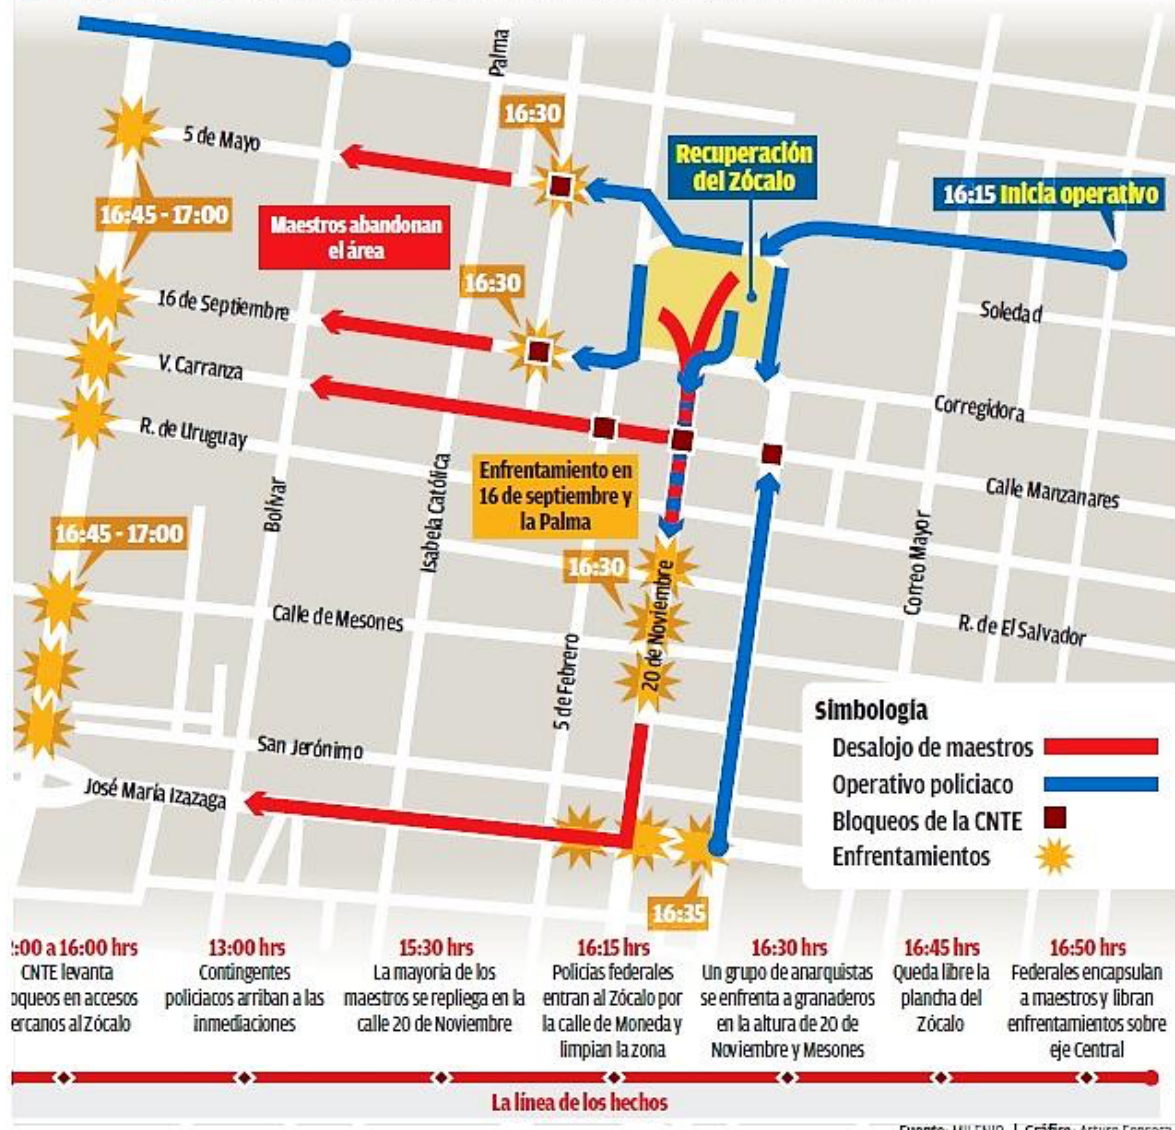 Palma
16:30
5 de Mayo
Recuperación
del Zócalo
16:15 Inicia operativo
16:45 - 17:00
Maestros abandonan
el área
16:30
16 de Septiembre
Soledad
V. Carranza
Corregidora
R. de Uruguay
Enfrentamiento en
16 de septiembre y
la Palma
Calle Manzanares
Bolívar
Isabela Católica
16:45 - 17:00
16:30
20 de Noviembre
Correo Mayor
Calle de Mesones
R. de El Salvador
5 de Febrero
San Jerónimo
José María Izazaga
16:35
Simbología
Desalojo de maestros
Operativo policiaco
Bloqueos de la CNTE
Enfrentamientos
:00 a 16:00 hrs
CNTE levanta
oqueos en accesos
ercanos al Zócalo
13:00 hrs
Contingentes
policiacos arriban a las
inmediaciones
15:30 hrs
La mayoría de los
maestros se repliega en la
calle 20 de Noviembre
16:15 hrs
Policías federales
entran al Zócalo por
la calle de Moneda y
limpian la zona
16:30 hrs
Un grupo de anarquistas
se enfrenta a granaderos
en la altura de 20 de
Noviembre y Mesones
16:45 hrs
Queda libre la
plancha del
Zócalo
16:50 hrs
Federales encapsulan
a maestros y libran
enfrentamientos sobre
eje Central
La línea de los hechos